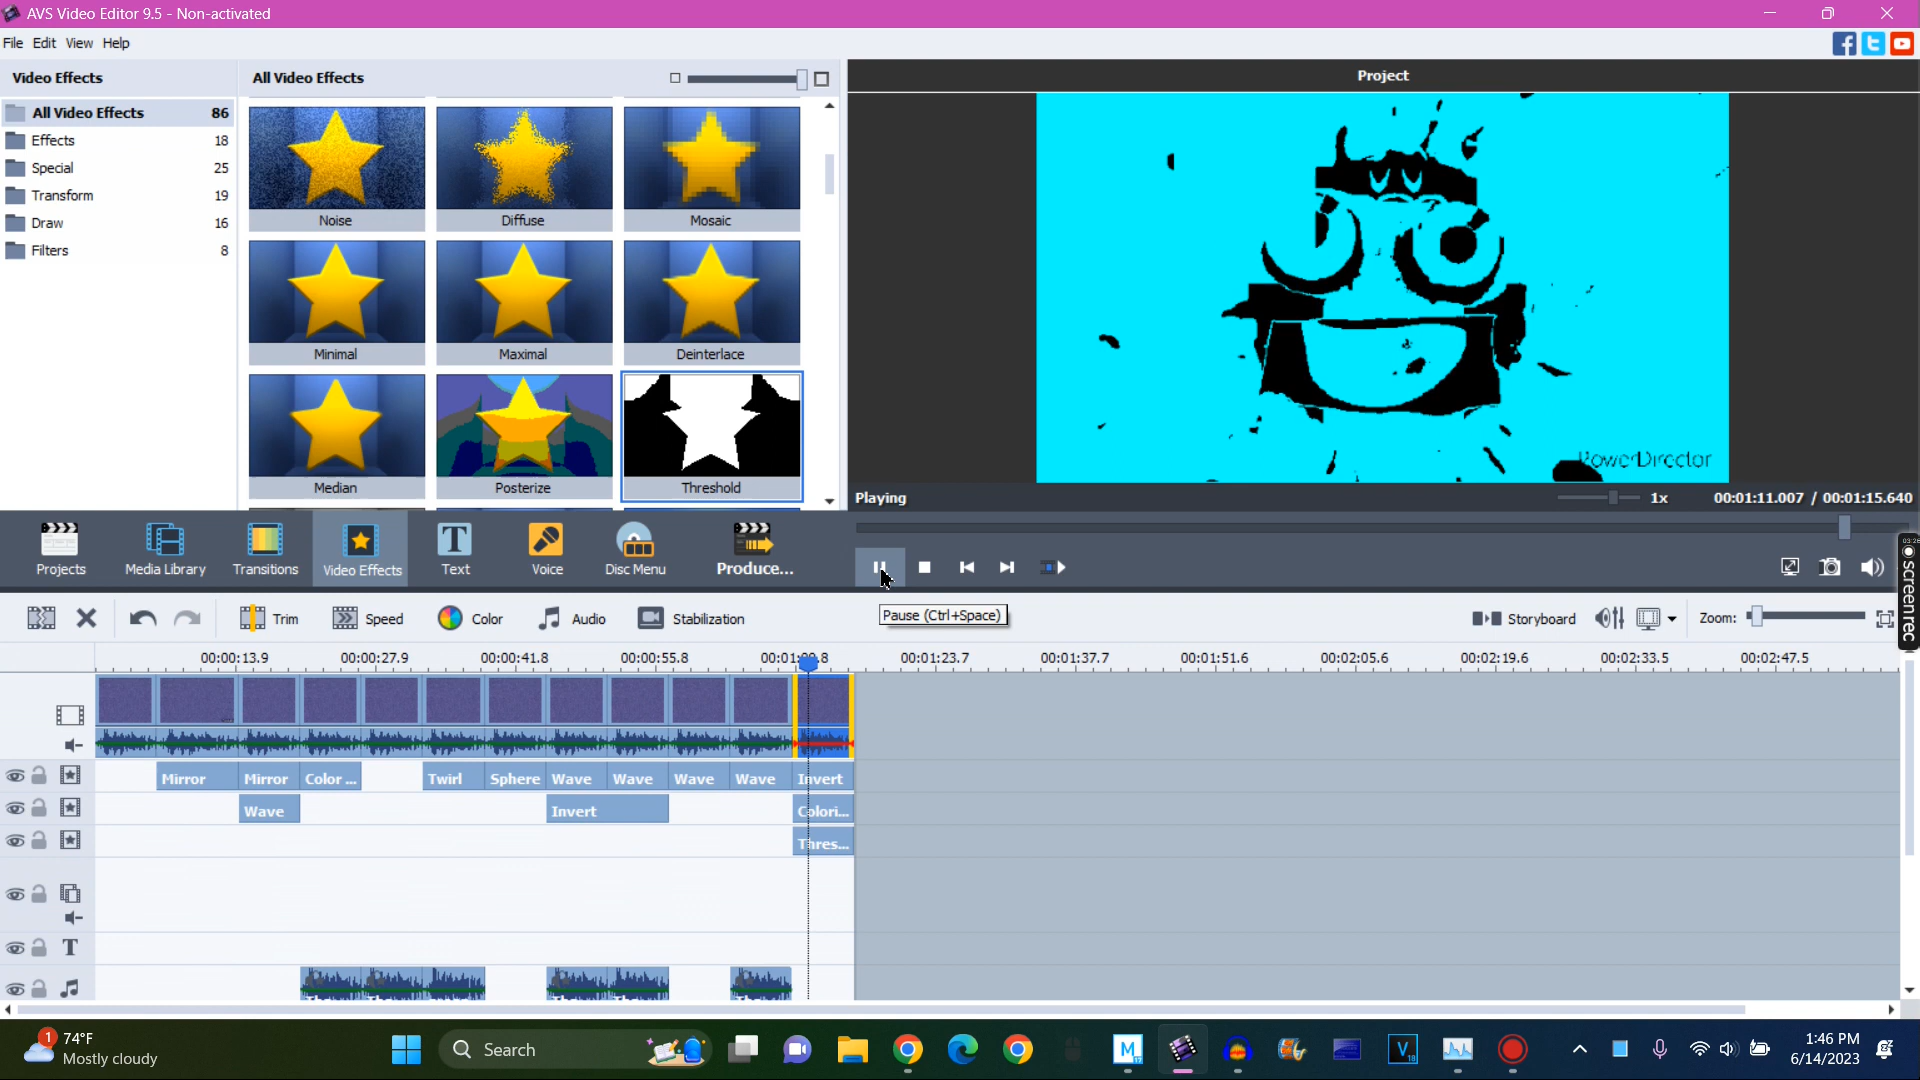 AVS Video Editor 9.5 - Non-activated
File Edit View Help
Video Effects
All Video Effects 86
Effects 18
Special 25
Transform 19
Draw 16
Filters 8
All Video Effects
Noise Diffuse Mosaic
Minimal Maximal Deinterlace
Median Posterize Threshold
Project
PowerDirector
Playing 1x 00:01:11.007 / 00:01:15.640
Projects Media Library Transitions Video Effects Text Voice Disc Menu Produce...
Trim Speed Color Audio Stabilization
Pause (Ctrl+Space)
Storyboard Zoom:
03:26
screenrec
00:00:13.9 00:00:27.9 00:00:41.8 00:00:55.8 00:01:09.8 00:01:23.7 00:01:37.7 00:01:51.6 00:02:05.6 00:02:19.6 00:02:33.5 00:02:47.5
Mirror Mirror Color ... Twirl Sphere Wave Wave Wave Wave Invert
Wave Invert Colori...
Thres...
T
1
74°F
Mostly cloudy
Search
1:46 PM
6/14/2023